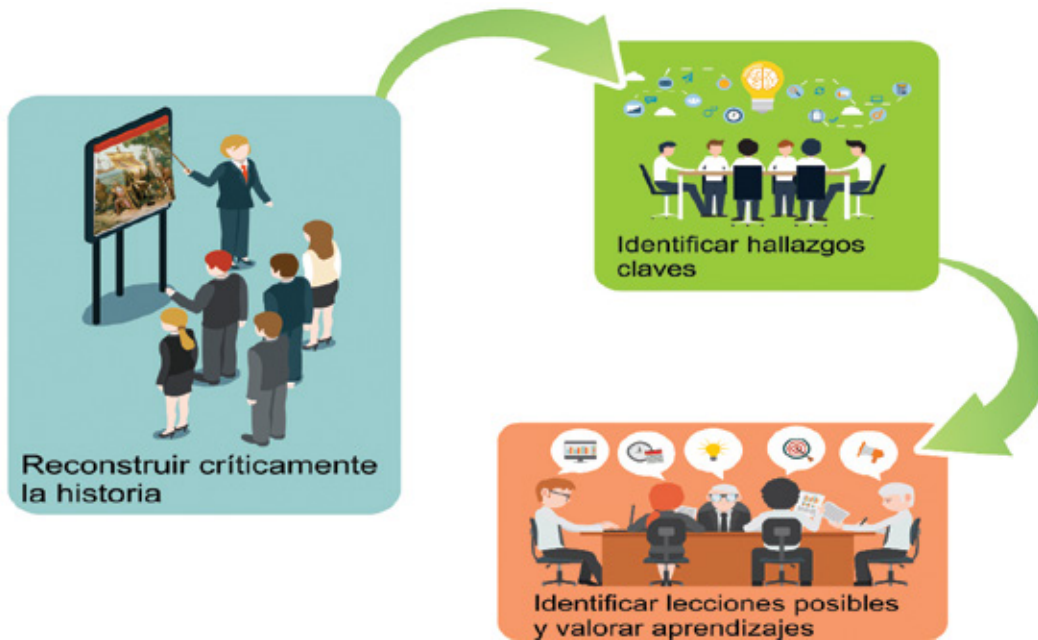 Reconstruir críticamente
la historia
Identificar hallazgos
claves
Identificar lecciones posibles
y valorar aprendizajes